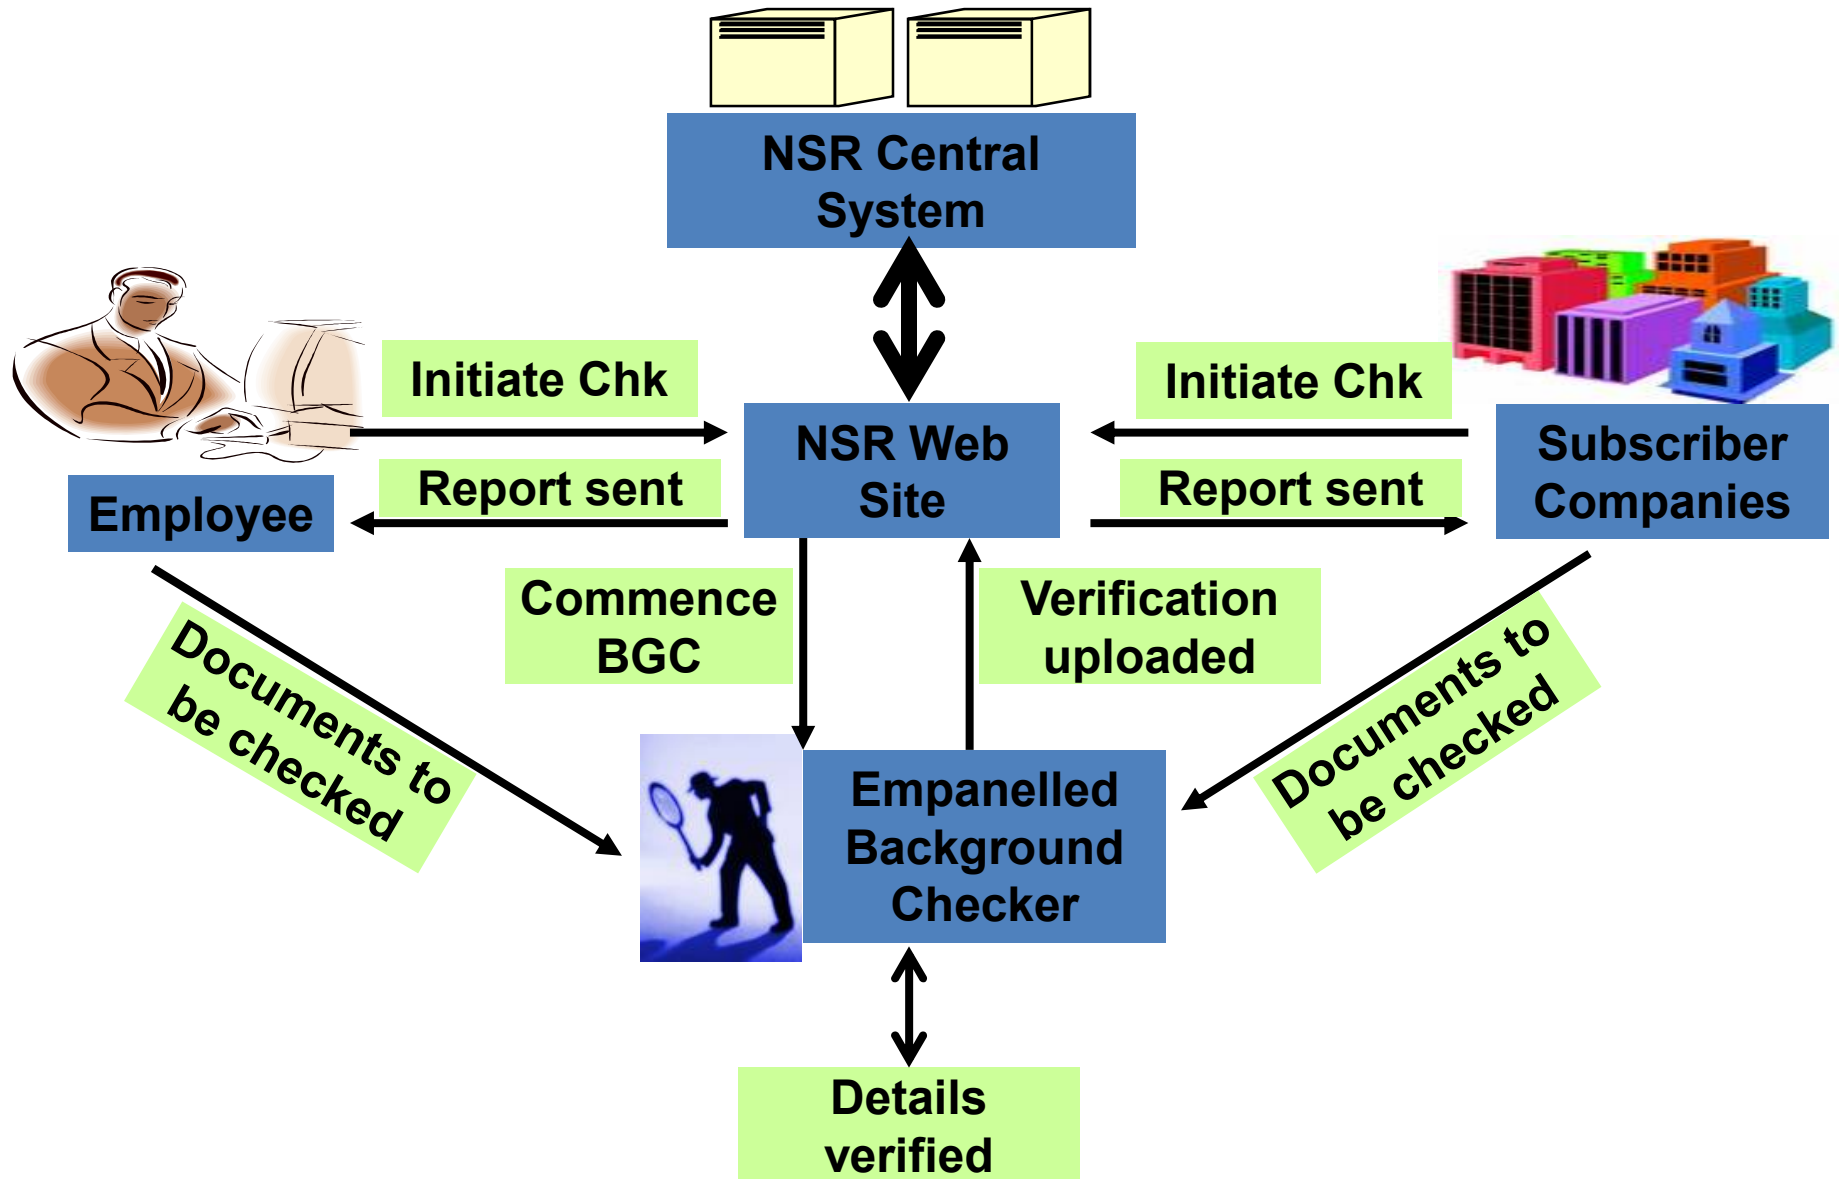 NSR Central
System
Initiate Chk
Initiate Chk
NSR Web
Site
Subscriber
Companies
Report sent
Report sent
Employee
Commence
BGC
Verification
uploaded
Documents to
be checked
Documents to
be checked
Empanelled
Background
Checker
Details
verified